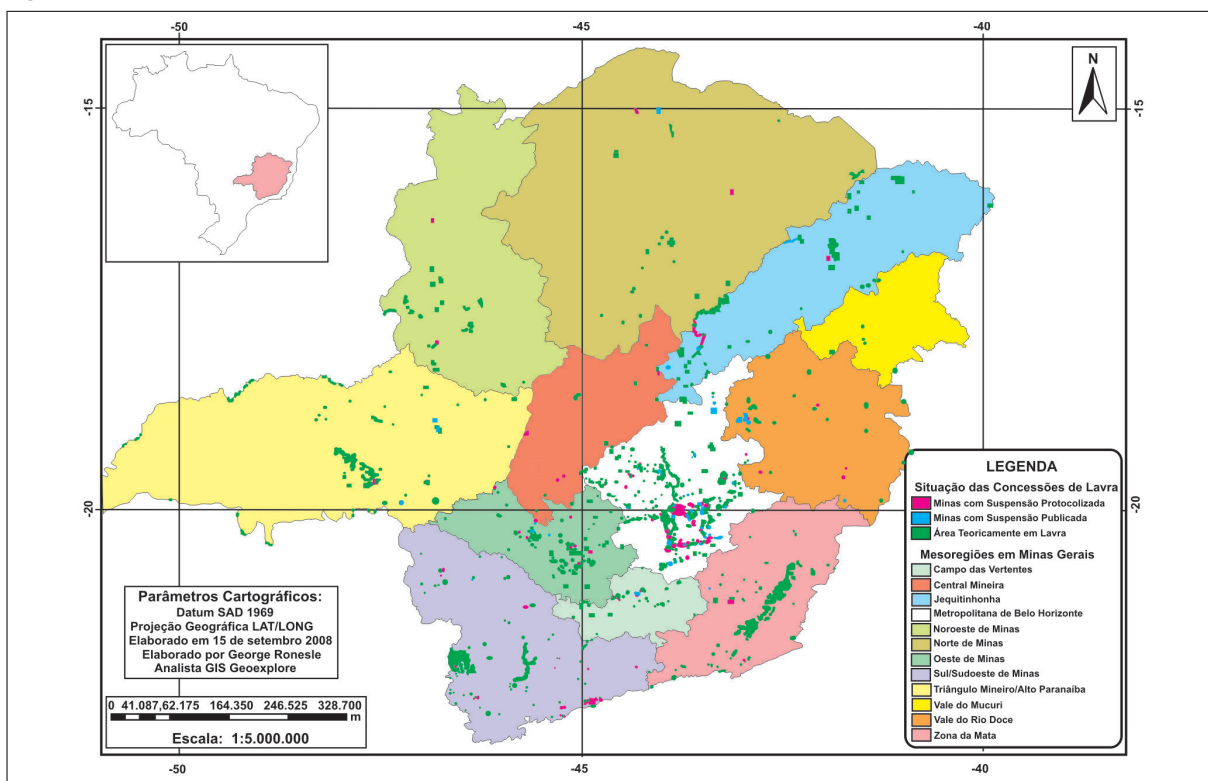 -50
-45
-40
N
-15
-15
-20
-20
LEGENDA
Situação das Concessões de Lavra
Minas com Suspensão Protocolizada
Minas com Suspensão Publicada
Área Teoricamente em Lavra
Mesoregiões em Minas Gerais
Campo das Vertentes
Central Mineira
Jequitinhonha
Metropolitana de Belo Horizonte
Noroeste de Minas
Norte de Minas
Oeste de Minas
Sul/Sudoeste de Minas
Triângulo Mineiro/Alto Paranaíba
Vale do Mucuri
Vale do Rio Doce
Zona da Mata
Parâmetros Cartográficos:
Datum SAD 1969
Projeção Geográfica LAT/LONG
Elaborado em 15 de setembro 2008
Elaborado por George Ronesle
Analista GIS Geoexplore
0 41.087,62.175 164.350 246.525 328.700
m
Escala: 1:5.000.000
-50
-45
-40